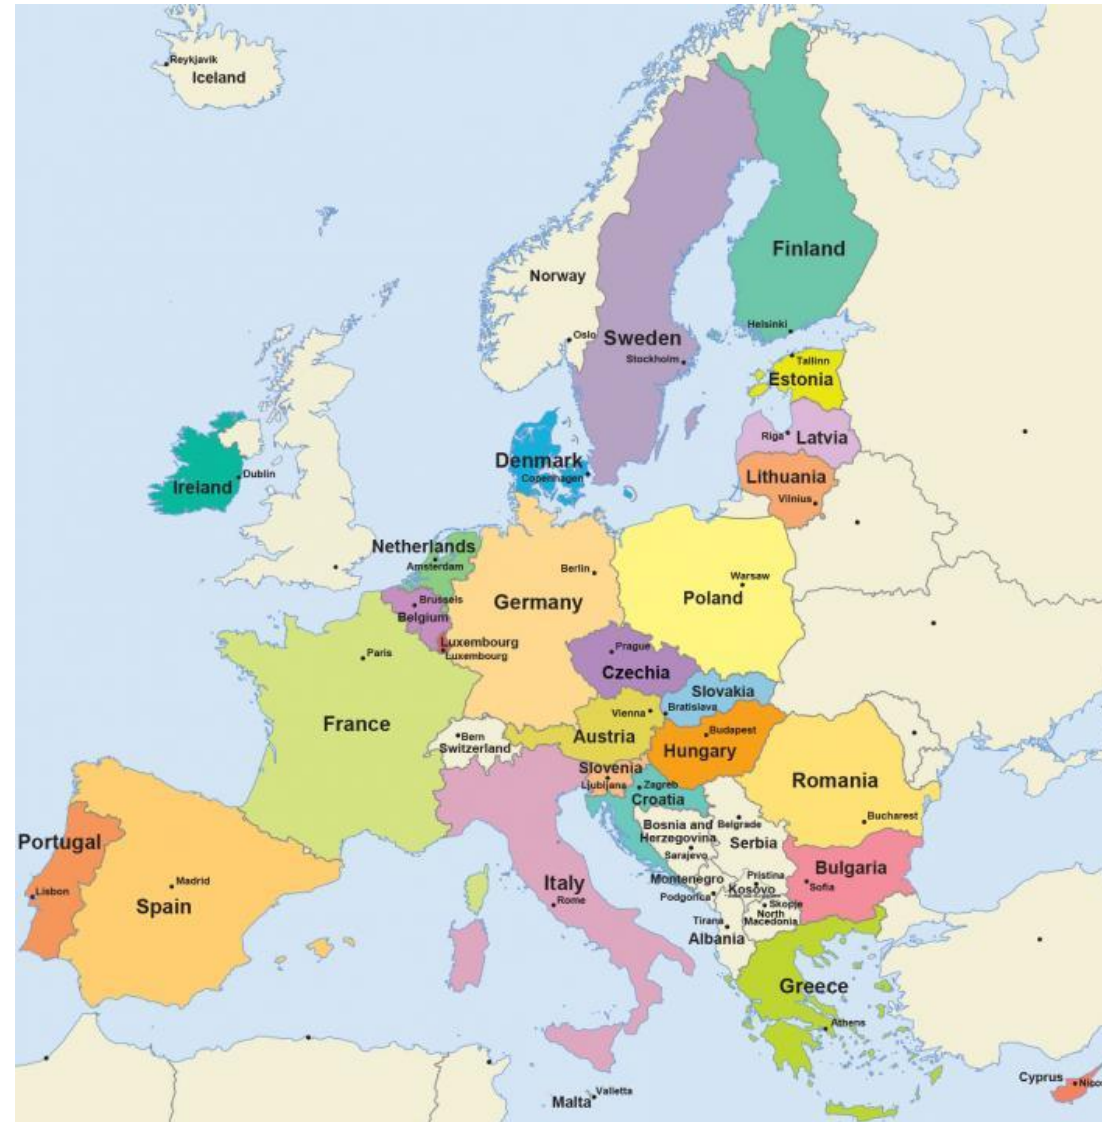 Reykjavik
Iceland
Norway
Oslo
Finland
Helsinki
Sweden
Stockholm
Tallinn
Estonia
Riga
Latvia
Lithuania
Vilnius
Denmark
Copenhagen
Dublin
Ireland
Netherlands
Amsterdam
Berlin
Germany
Warsaw
Poland
Brussels
Belgium
Luxembourg
Luxembourg
Paris
France
Prague
Czechia
Slovakia
Bratislava
Vienna
Austria
Budapest
Hungary
Bern
Switzerland
Slovenia
Ljubljana
Zagreb
Croatia
Romania
Bucharest
Bosnia and
Herzegovina
Sarajevo
Belgrade
Serbia
Portugal
Lisbon
Madrid
Spain
Italy
Rome
Montenegro
Podgorica
Pristina
Kosovo
Bulgaria
Sofia
Skopje
North
Macedonia
Tirana
Albania
Greece
Athens
Malta
Valletta
Cyprus
Nico